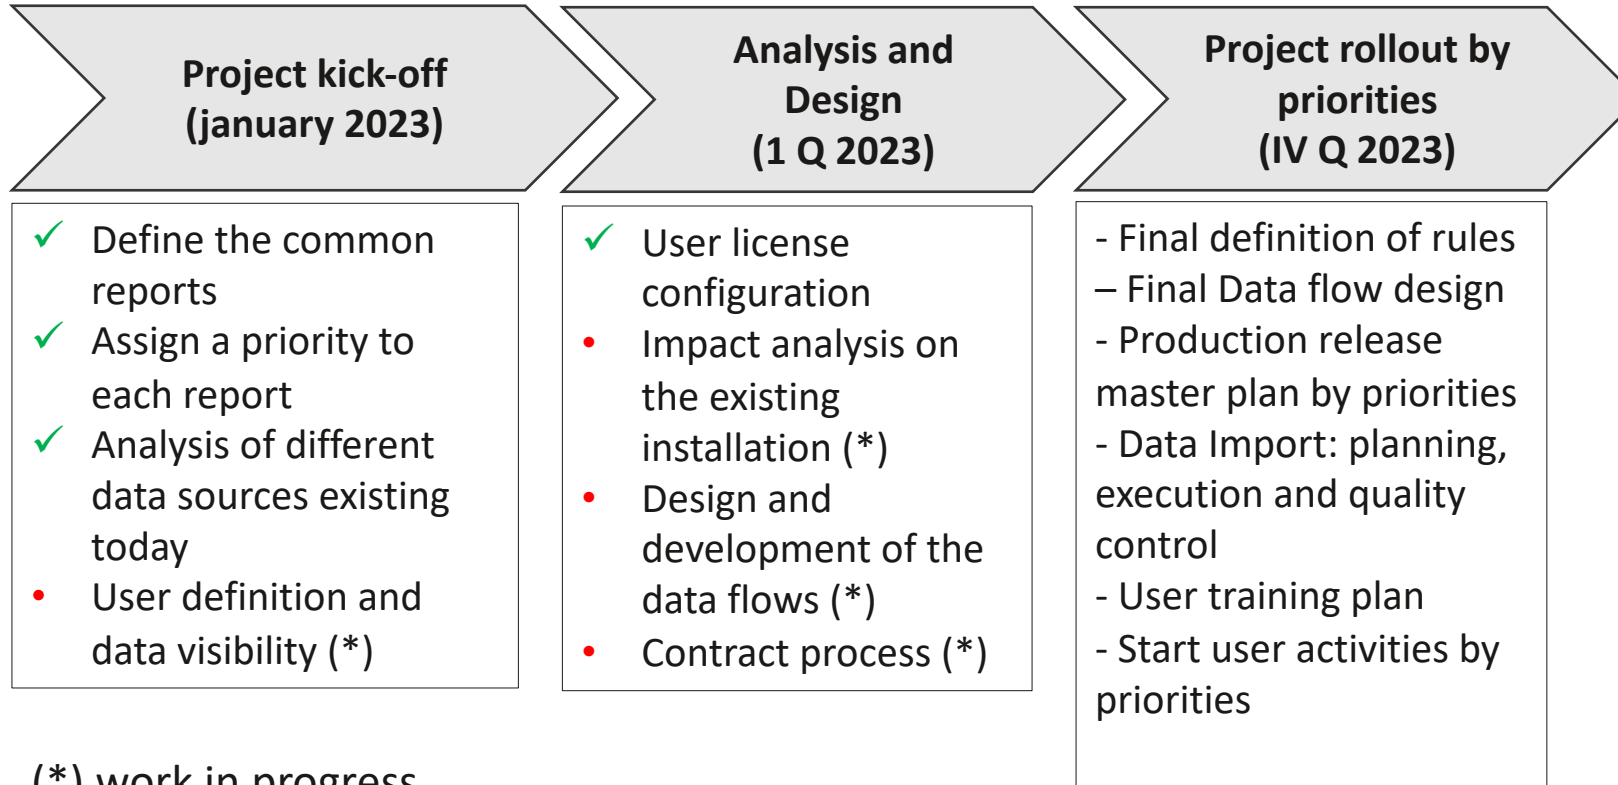 Project kick-off
(january 2023)
Analysis and
Design
(1 Q 2023)
Project rollout by
priorities
(IV Q 2023)
✓ Define the common
reports
✓ Assign a priority to
each report
✓ Analysis of different
data sources existing
today
• User definition and
data visibility (*)
✓ User license
configuration
• Impact analysis on
the existing
installation (*)
• Design and
development of the
data flows (*)
• Contract process (*)
- Final definition of rules
– Final Data flow design
- Production release
master plan by priorities
- Data Import: planning,
execution and quality
control
- User training plan
- Start user activities by
priorities
(*) work in progress